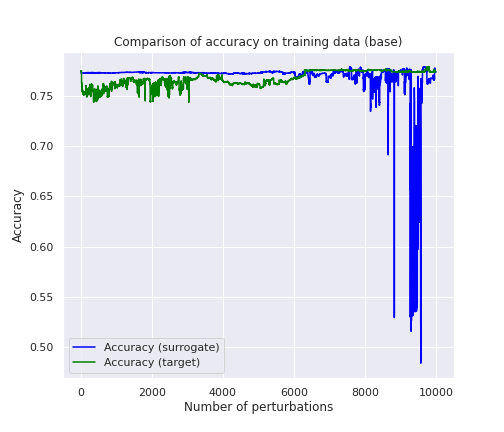 Comparison of accuracy on training data (base)
0.75
0.70
0.65
0.60
0.55
0.50
Accuracy
Accuracy (surrogate)
Accuracy (target)
0 2000 4000 6000 8000 10000
Number of perturbations